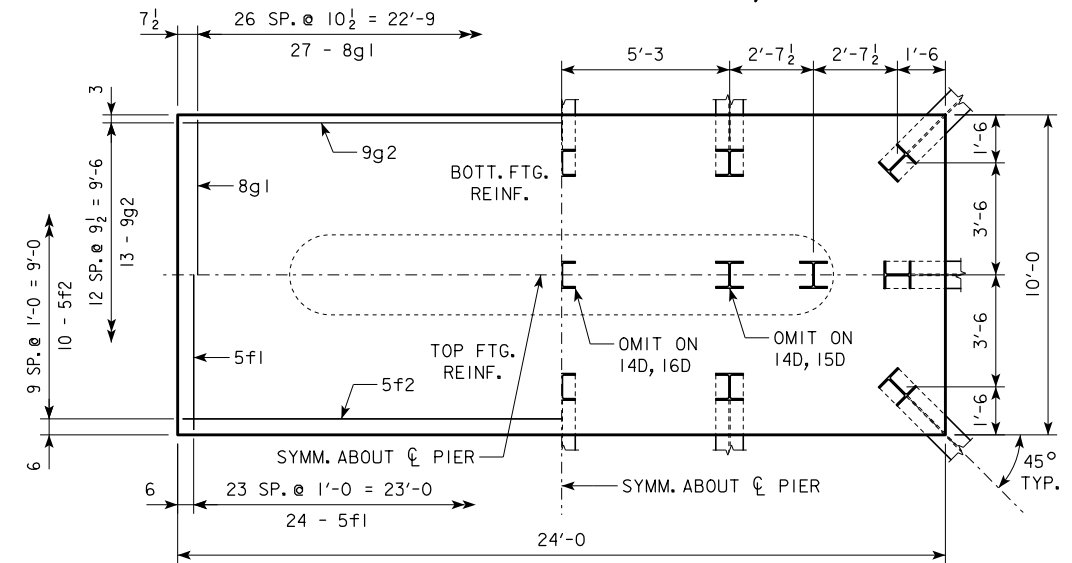 7½
26 SP. @ 10½ = 22'-9
27 - 8g1
5'-3
2'-7½
2'-7½
1'-6
3
12 SP. @ 9½ = 9'-6
13 - 9g2
9 SP. @ 1'-0 = 9'-0
10 - 5f2
6
9g2
8g1
BOTT. FTG.
REINF.
1'-6
3'-6
10'-0
3'-6
1'-6
5f1
TOP FTG.
REINF.
5f2
OMIT ON
14D, 16D
OMIT ON
14D, 15D
SYMM. ABOUT ℄ PIER
SYMM. ABOUT ℄ PIER
45°
TYP.
6
23 SP. @ 1'-0 = 23'-0
24 - 5f1
24'-0